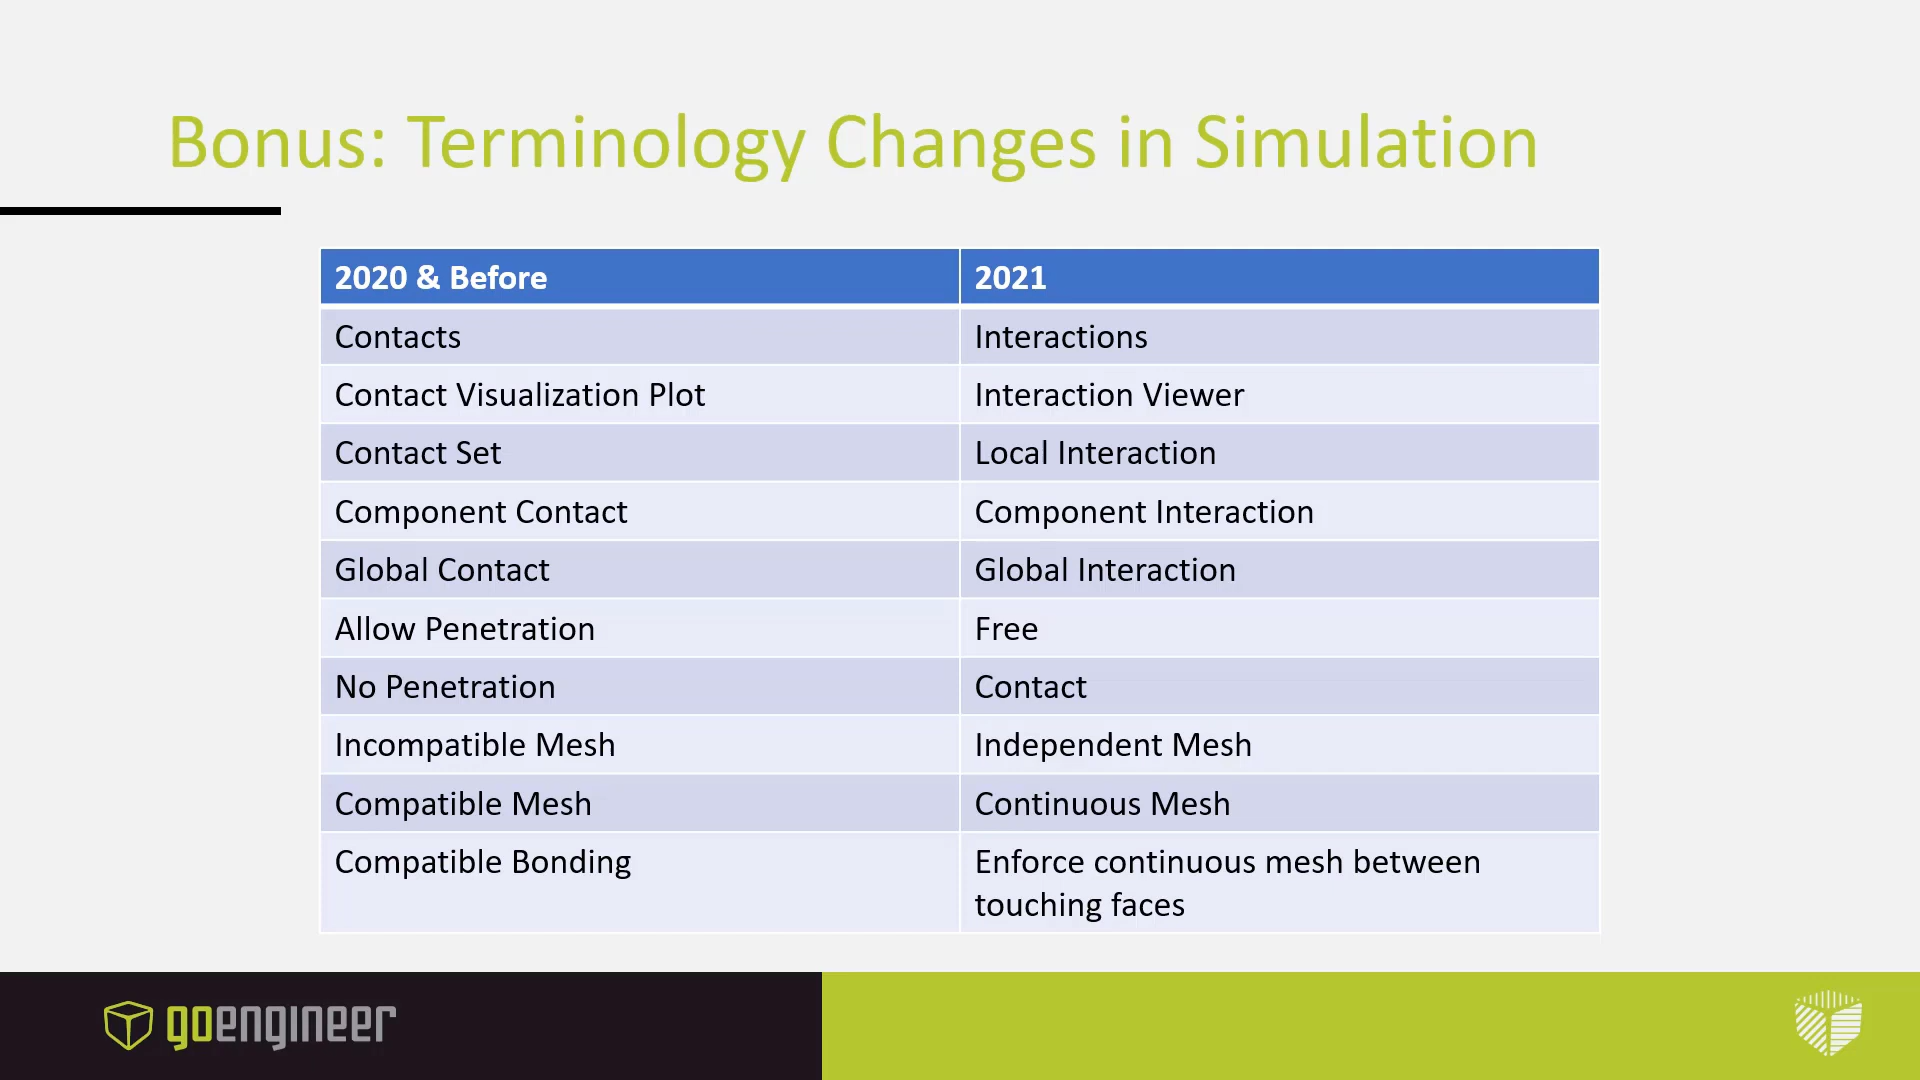 Bonus: Terminology Changes in Simulation
2020 & Before
2021
Contacts
Interactions
Contact Visualization Plot
Interaction Viewer
Contact Set
Local Interaction
Component Contact
Component Interaction
Global Contact
Global Interaction
Allow Penetration
Free
No Penetration
Contact
Incompatible Mesh
Independent Mesh
Compatible Mesh
Continuous Mesh
Compatible Bonding
Enforce continuous mesh between
touching faces
goengineer